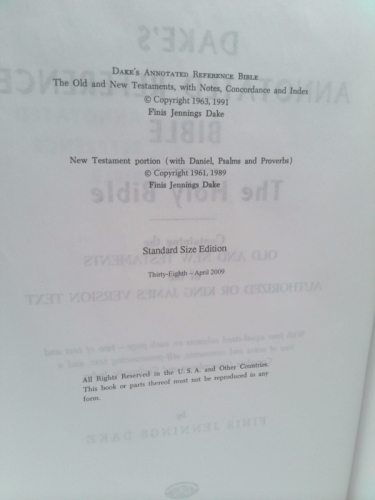 DAKE'S ANNOTATED REFERENCE BIBLE
The Old and New Testaments, with Notes, Concordance and Index
© Copyright 1963, 1991
Finis Jennings Dake
New Testament portion (with Daniel, Psalms and Proverbs)
© Copyright 1961, 1989
Finis Jennings Dake
Standard Size Edition
Thirty-Eighth – April 2009
All Rights Reserved in the U. S. A. and Other Countries.
This book or parts thereof must not be reproduced in any
form.